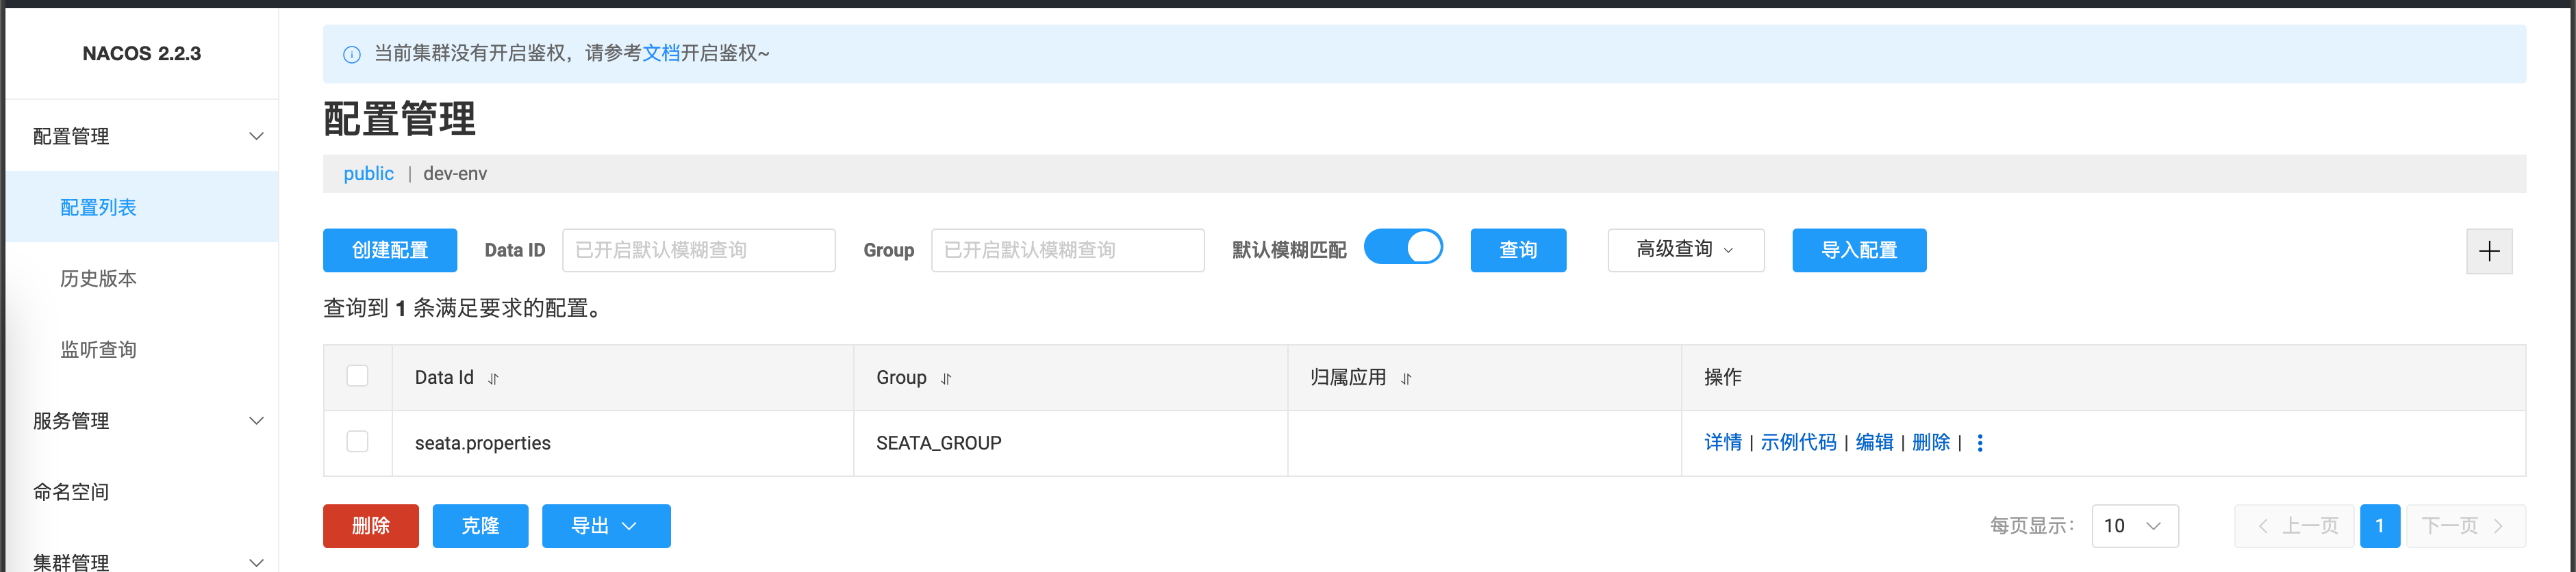 NACOS 2.2.3
配置管理
配置列表
历史版本
监听查询
服务管理
命名空间
集群管理
当前集群没有开启鉴权，请参考文档开启鉴权~
配置管理
public | dev-env
创建配置 Data ID 已开启默认模糊查询 Group 已开启默认模糊查询 默认模糊匹配 查询 高级查询 导入配置
查询到 1 条满足要求的配置。
Data Id Group 归属应用 操作
seata.properties SEATA_GROUP 详情 | 示例代码 | 编辑 | 删除 |
删除 克隆 导出 每页显示： 10 上一页 1 下一页